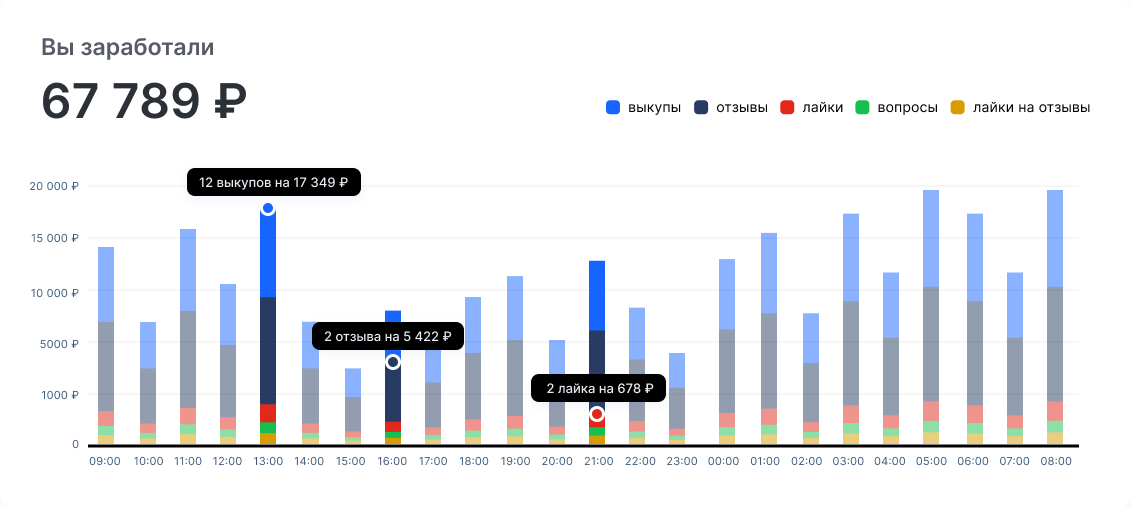 Вы заработали
67 789 ₽
выкупы отзывы лайки вопросы лайки на отзывы
20 000 ₽
12 выкупов на 17 349 ₽
15 000 ₽
10 000 ₽
2 отзыва на 5 422 ₽
5000 ₽
2 лайка на 678 ₽
1000 ₽
0
09:00 10:00 11:00 12:00 13:00 14:00 15:00 16:00 17:00 18:00 19:00 20:00 21:00 22:00 23:00 00:00 01:00 02:00 03:00 04:00 05:00 06:00 07:00 08:00